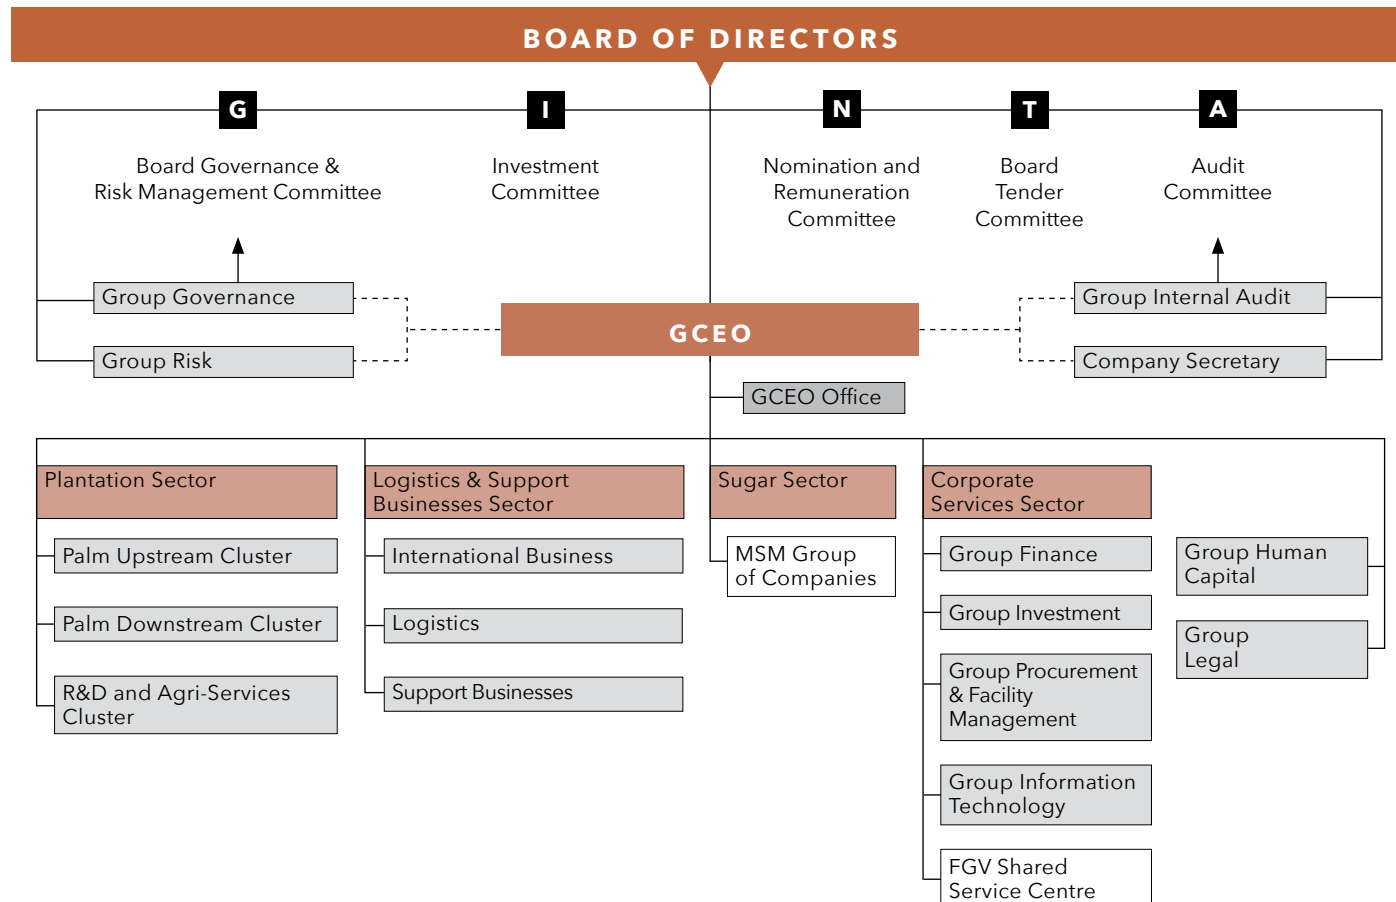 BOARD OF DIRECTORS
G
I
N
T
A
Board Governance &
Risk Management Committee
Investment
Committee
Nomination and
Remuneration
Committee
Board
Tender
Committee
Audit
Committee
Group Governance
Group Risk
GCEO
Group Internal Audit
Company Secretary
GCEO Office
Plantation Sector
Palm Upstream Cluster
Palm Downstream Cluster
R&D and Agri-Services
Cluster
Logistics & Support
Businesses Sector
International Business
Logistics
Support Businesses
Sugar Sector
MSM Group
of Companies
Corporate
Services Sector
Group Finance
Group Investment
Group Procurement
& Facility
Management
Group Information
Technology
FGV Shared
Service Centre
Group Human
Capital
Group
Legal